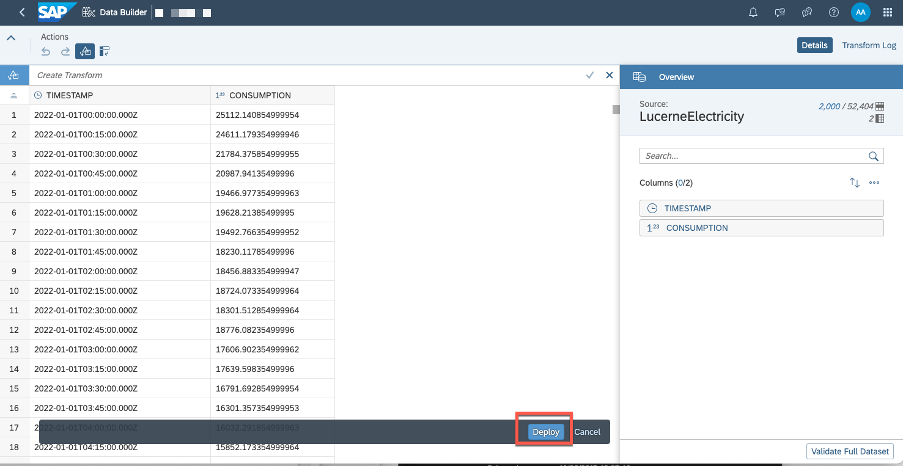 SAP Data Builder AA
Actions
Details Transform Log
Create Transform
Overview
TIMESTAMP 123 CONSUMPTION
Source:
LucerneElectricity
2,000 / 52,404
2
1 2022-01-01T00:00:00.000Z 25112.140854999954
2 2022-01-01T00:15:00.000Z 24611.179354999946
3 2022-01-01T00:30:00.000Z 21784.375854999955
4 2022-01-01T00:45:00.000Z 20987.94135499996
5 2022-01-01T01:00:00.000Z 19466.977354999963
6 2022-01-01T01:15:00.000Z 19628.21385499995
7 2022-01-01T01:30:00.000Z 19492.766354999952
8 2022-01-01T01:45:00.000Z 18230.11785499996
9 2022-01-01T02:00:00.000Z 18456.883354999947
10 2022-01-01T02:15:00.000Z 18724.073354999964
11 2022-01-01T02:30:00.000Z 18301.512854999964
12 2022-01-01T02:45:00.000Z 18776.08235499996
13 2022-01-01T03:00:00.000Z 17606.902354999962
14 2022-01-01T03:15:00.000Z 17639.59835499996
15 2022-01-01T03:30:00.000Z 16791.692854999954
16 2022-01-01T03:45:00.000Z 16301.357354999953
17 2022-01-01T04:00:00.000Z
18 2022-01-01T04:15:00.000Z 15852.173354999964
Search...
Columns (0/2)
TIMESTAMP
123 CONSUMPTION
Deploy Cancel
Validate Full Dataset